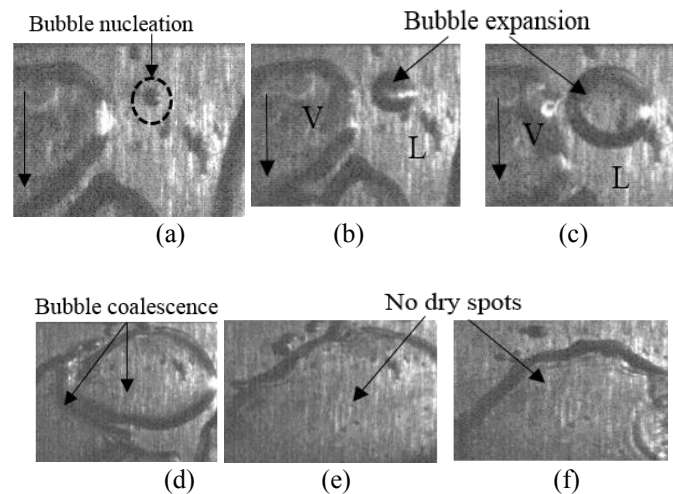 Bubble nucleation
Bubble expansion
V
L
V
L
(a)
(b)
(c)
Bubble coalescence
No dry spots
(d)
(e)
(f)